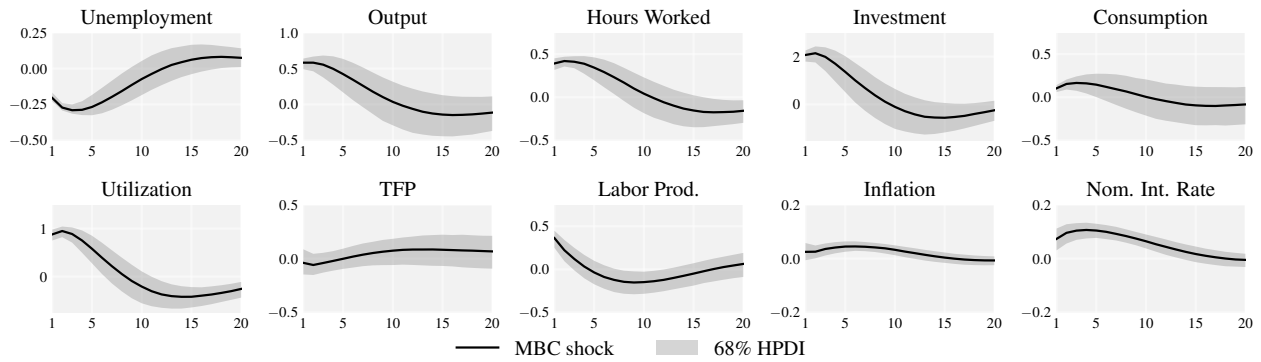 Unemployment
0.25
0.00
−0.25
−0.50
1 5 10 15 20
Output
1.0
0.5
0.0
−0.5
1 5 10 15 20
Hours Worked
0.5
0.0
−0.5
1 5 10 15 20
Investment
2
0
1 5 10 15 20
Consumption
0.5
0.0
−0.5
1 5 10 15 20
Utilization
1
0
1 5 10 15 20
TFP
0.5
0.0
−0.5
1 5 10 15 20
Labor Prod.
0.5
0.0
−0.5
1 5 10 15 20
Inflation
0.2
0.0
−0.2
1 5 10 15 20
Nom. Int. Rate
0.2
0.0
−0.2
1 5 10 15 20
MBC shock
68% HPDI